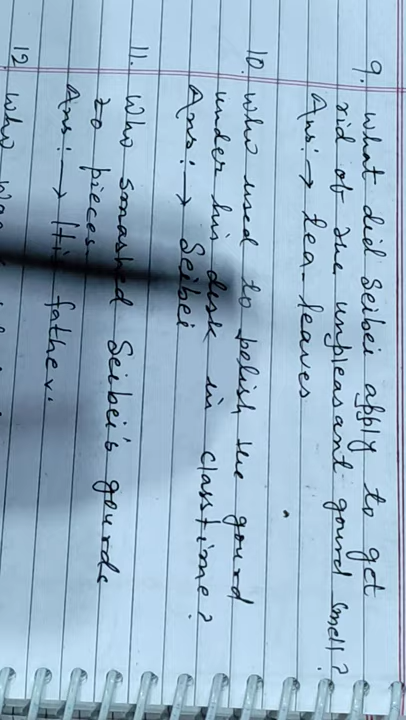 9. What did Seibei apply to get
rid of the unpleasant gourd smell?
Ans:→ tea leaves
10. Who used to polish the gourd
under his disk in classtime?
Ans:→ Seibei
11. Who smashed Seibei's gourds
to pieces
Ans:→ father.
12 Who